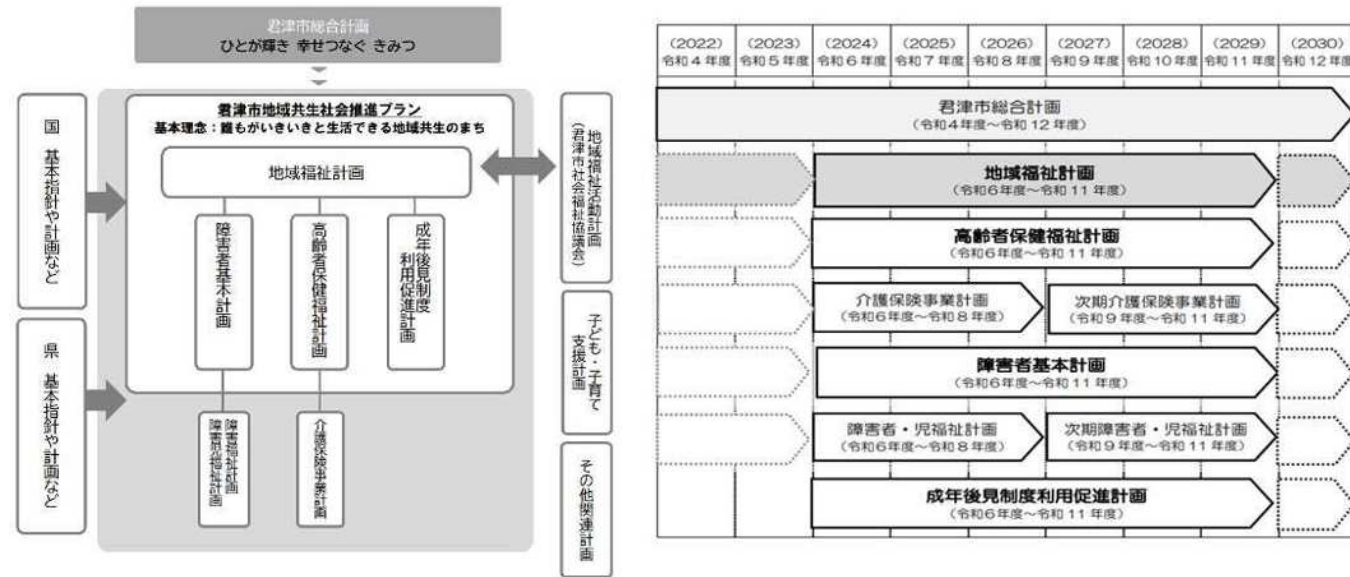 君津市総合計画
ひとが輝き 幸せつなぐ きみつ
君津市地域共生社会推進プラン
基本理念：誰もがいきいきと生活できる地域共生のまち
地域福祉計画
障害者基本計画
高齢者保健福祉計画
成年後見制度
利用促進計画
障害福祉計画
障害児福祉計画
介護保険事業計画
国 基本指針や計画など
県 基本指針や計画など
地域福祉活動計画
（君津市社会福祉協議会）
子ども・子育て
支援計画
その他関連計画
（2022）
令和４年度
（2023）
令和５年度
（2024）
令和６年度
（2025）
令和７年度
（2026）
令和８年度
（2027）
令和９年度
（2028）
令和10年度
（2029）
令和11年度
（2030）
令和12年度
君津市総合計画
（令和4年度～令和12年度）
地域福祉計画
（令和6年度～令和11年度）
高齢者保健福祉計画
（令和6年度～令和11年度）
介護保険事業計画
（令和6年度～令和8年度）
次期介護保険事業計画
（令和９年度～令和11年度）
障害者基本計画
（令和6年度～令和11年度）
障害者・児福祉計画
（令和6年度～令和8年度）
次期障害者・児福祉計画
（令和９年度～令和11年度）
成年後見制度利用促進計画
（令和6年度～令和11年度）